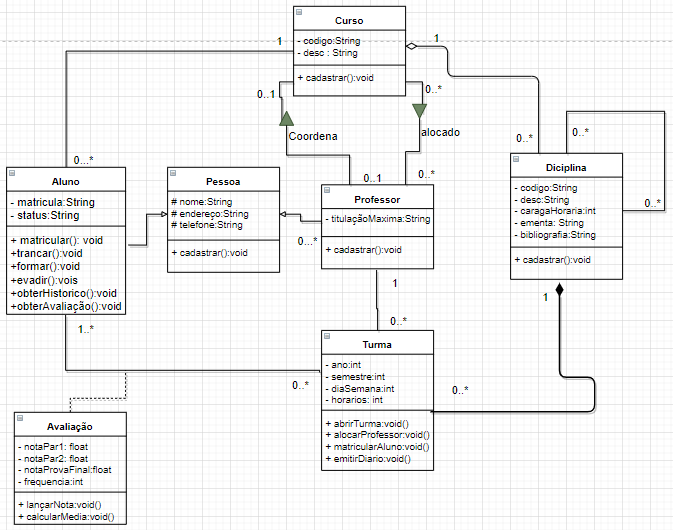 Curso
- codigo:String
- desc : String
+ cadastrar():void
1
1
0...*
0..1
0..*
Coordena
alocado
0..1
0..*
0..*
0..*
0..*
Aluno
- matricula:String
- status:String
+ matricular(): void
+trancar():void
+formar():void
+evadir():vois
+obterHistorico():void
+obterAvaliação():void
Pessoa
# nome:String
# endereço:String
# telefone:String
+ cadastrar():void
Professor
- titulaçãoMaxima:String
+ cadastrar():void
0...*
Diciplina
- codigo:String
- desc:String
- caragaHoraria:int
- ementa: String
- bibliografia:String
+ cadastrar():void
1
1
0..*
1..*
0..*
0..*
Turma
- ano:int
- semestre:int
- diaSemana:int
- horarios: int
+ abrirTurma:void()
+ alocarProfessor:void()
+ matricularAluno:void()
+ emitirDiario:void()
Avaliação
- notaPar1: float
- notaPar2: float
- notaProvaFinal:float
- frequencia:int
+ lançarNota:void()
+ calcularMedia:void()